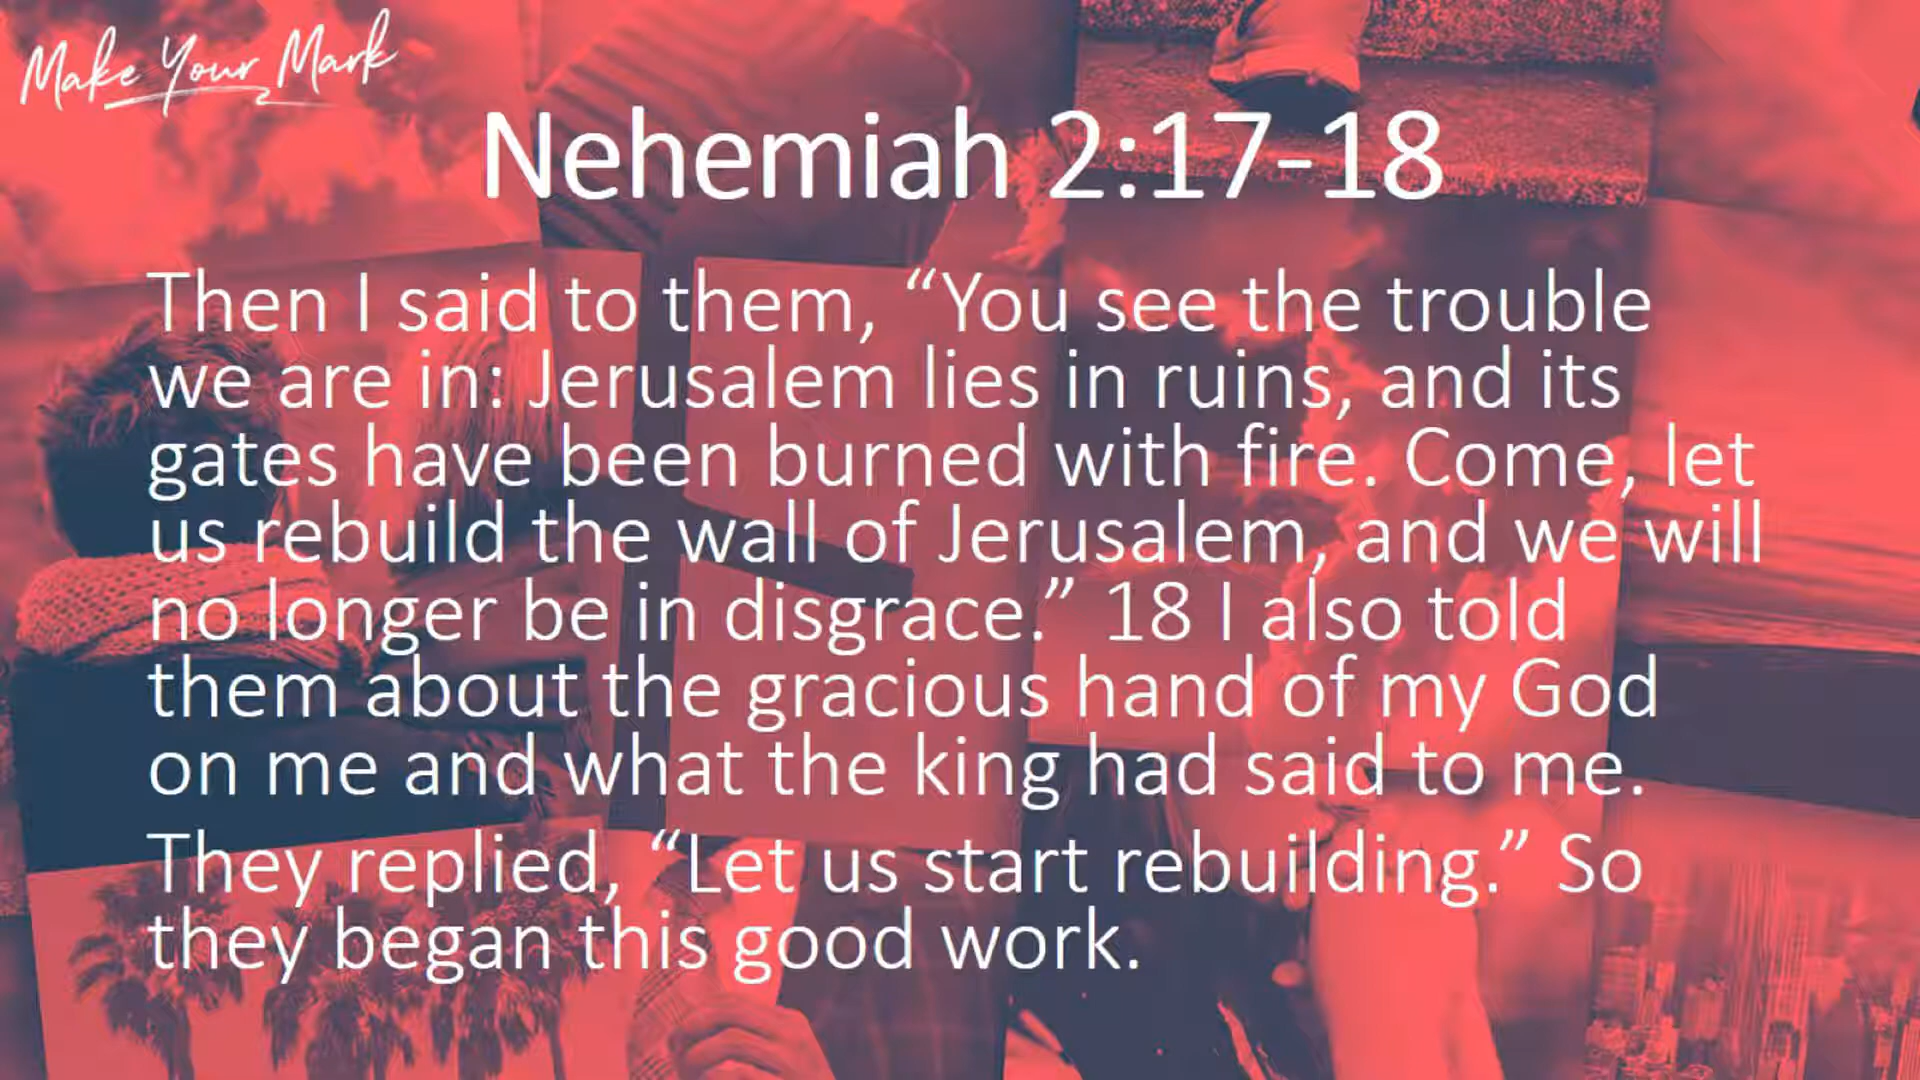 Make Your Mark
Nehemiah 2:17-18
Then I said to them, “You see the trouble
we are in: Jerusalem lies in ruins, and its
gates have been burned with fire. Come, let
us rebuild the wall of Jerusalem, and we will
no longer be in disgrace.” 18 I also told
them about the gracious hand of my God
on me and what the king had said to me.
They replied, “Let us start rebuilding.” So
they began this good work.